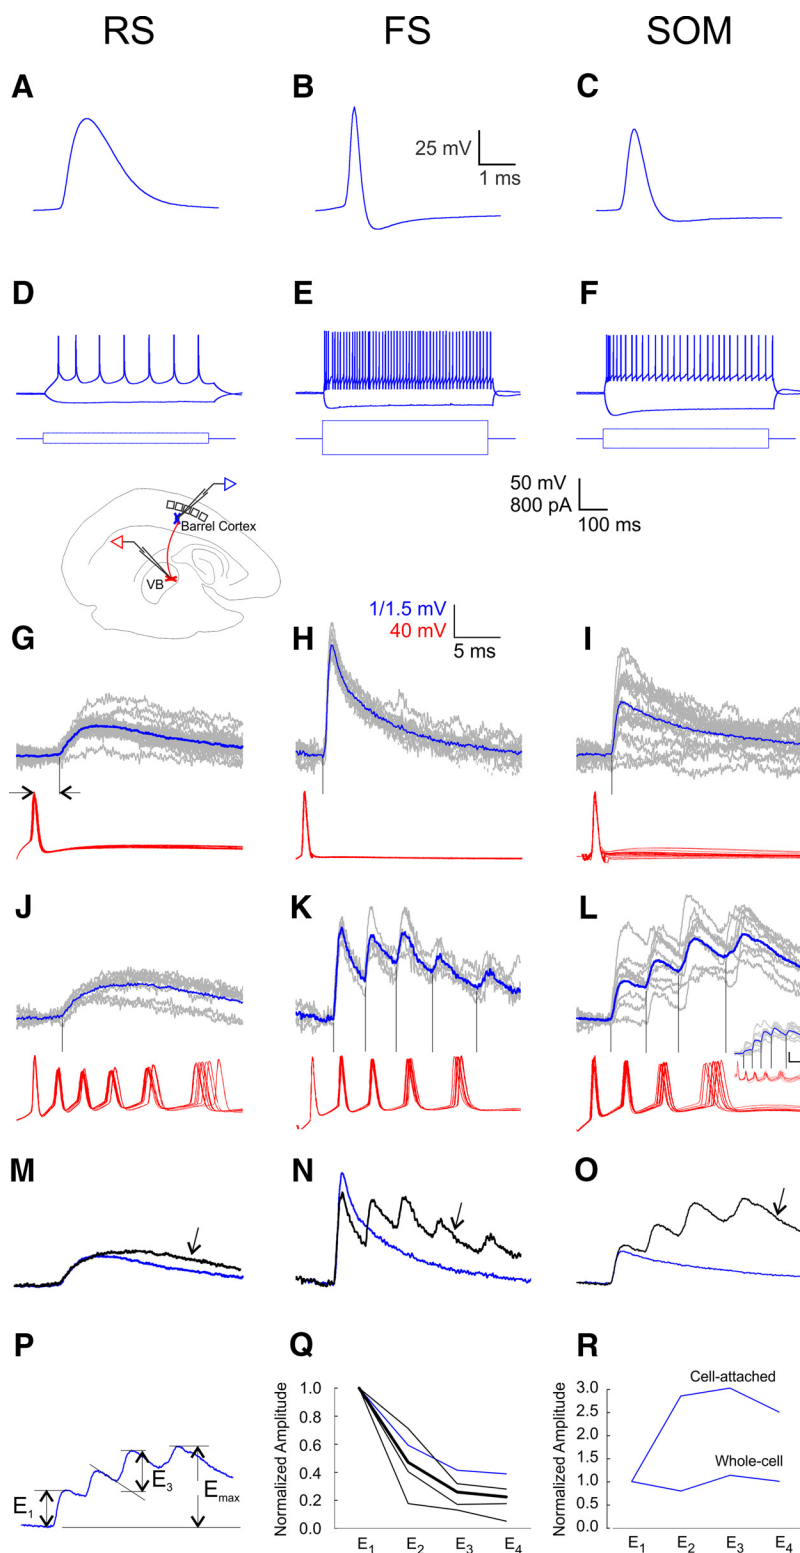 RS FS SOM
A B C
25 mV
1 ms
D E F
50 mV
800 pA
100 ms
Barrel Cortex
VB
1/1.5 mV
40 mV
5 ms
G H I
J K L
M N O
P Q R
E1
E3
Emax
Normalized Amplitude
1.0
0.8
0.6
0.4
0.2
0.0
E1 E2 E3 E4
Normalized Amplitude
3.0
2.5
2.0
1.5
1.0
0.5
0.0
Cell-attached
Whole-cell
E1 E2 E3 E4